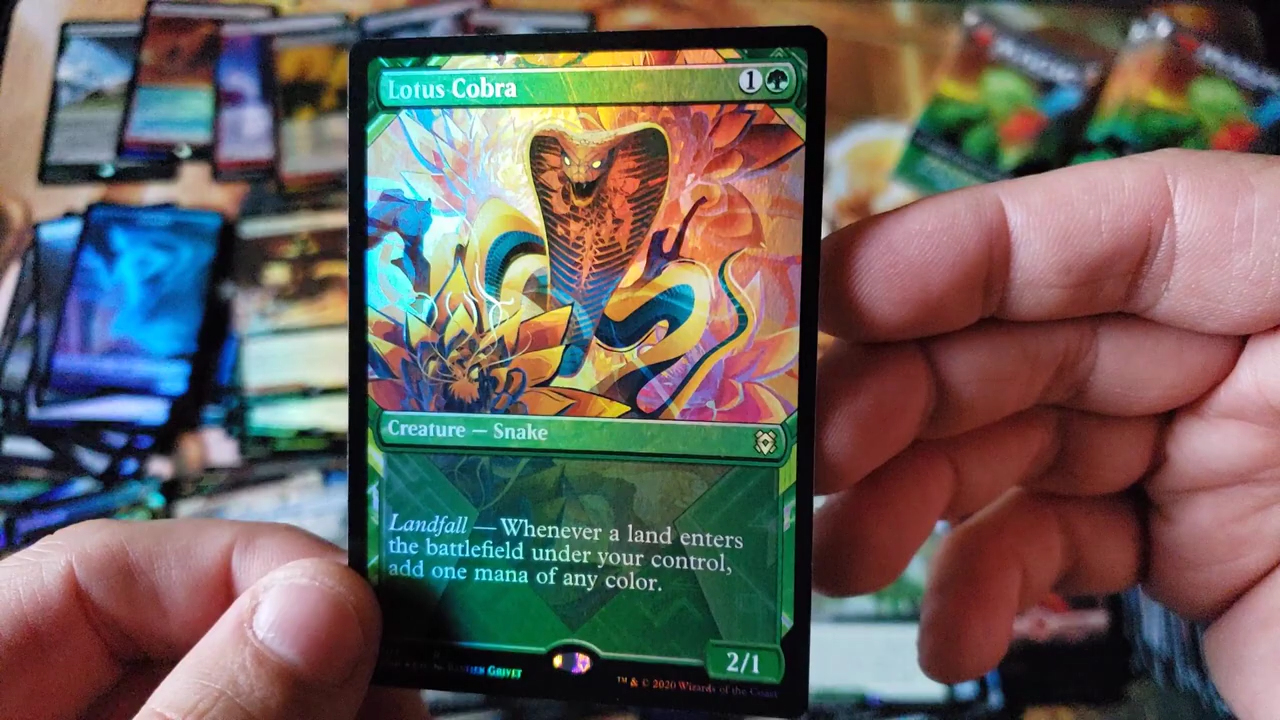 Lotus Cobra 1
Creature — Snake
Landfall — Whenever a land enters
the battlefield under your control,
add one mana of any color.
2/1
GRIVET
™ & © 2020 Wizards of the Coast